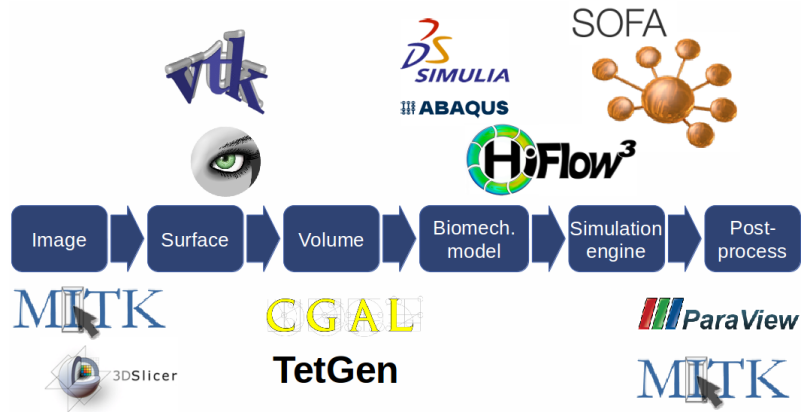 SOFA
vtk
DS SIMULIA
ABAQUS
HiFlow³
Image
Surface
Volume
Biomech.
model
Simulation
engine
Post-
process
MITK
CGAL
ParaView
3DSlicer
TetGen
MITK